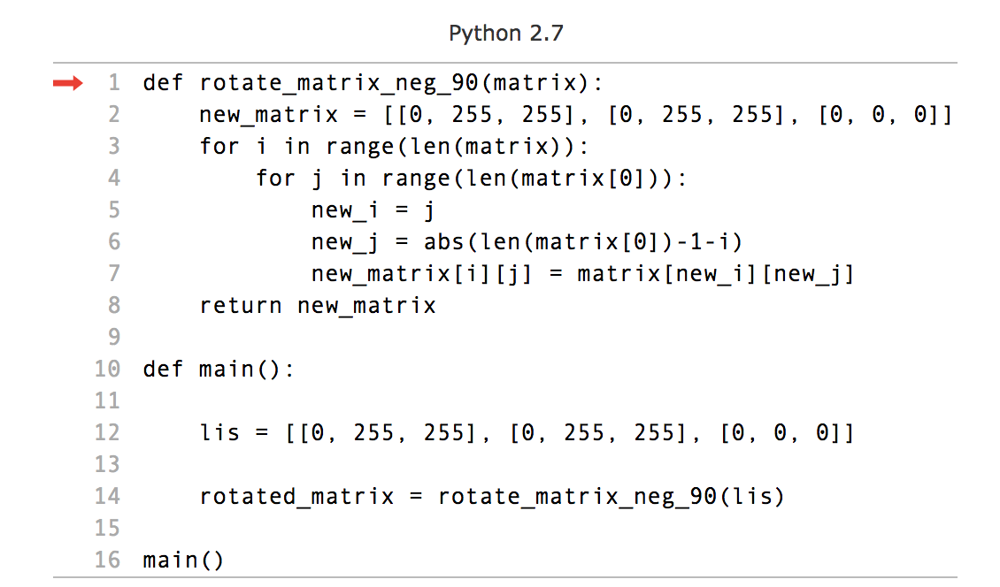 Python 2.7
1 def rotate_matrix_neg_90(matrix):
2     new_matrix = [[0, 255, 255], [0, 255, 255], [0, 0, 0]]
3     for i in range(len(matrix)):
4         for j in range(len(matrix[0])):
5             new_i = j
6             new_j = abs(len(matrix[0])-1-i)
7             new_matrix[i][j] = matrix[new_i][new_j]
8     return new_matrix
9
10 def main():
11
12     lis = [[0, 255, 255], [0, 255, 255], [0, 0, 0]]
13
14     rotated_matrix = rotate_matrix_neg_90(lis)
15
16 main()